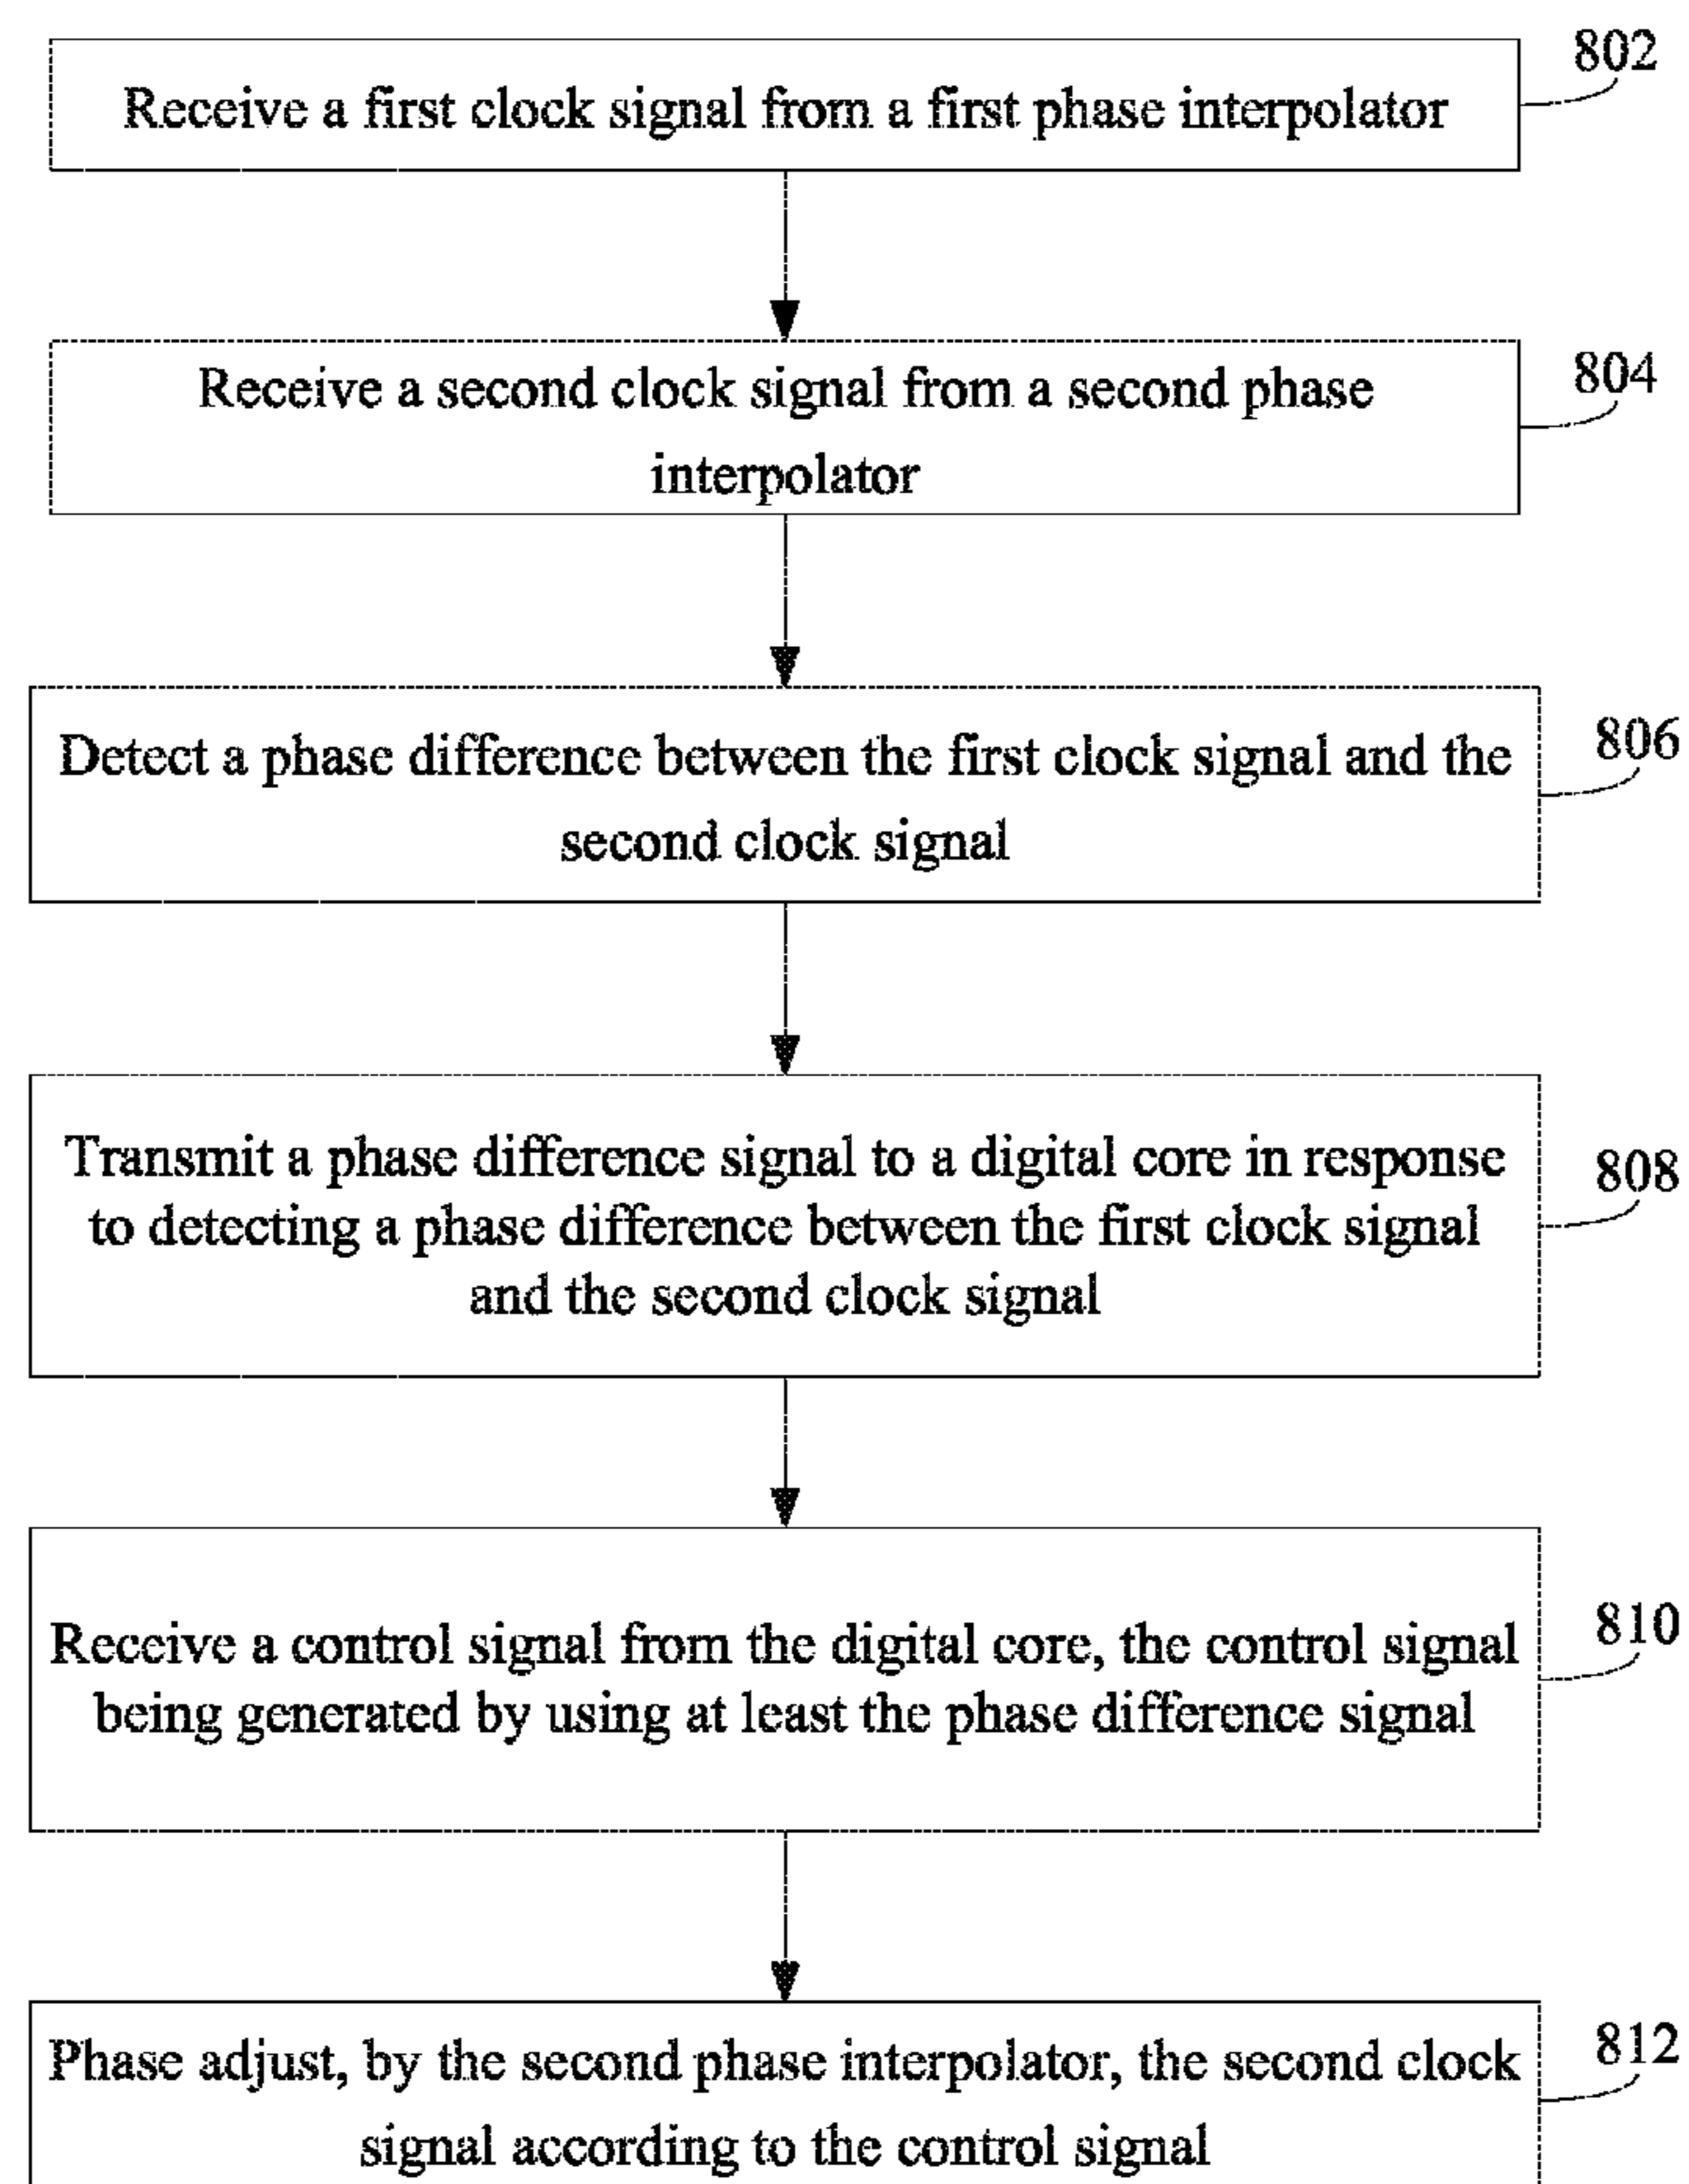 802
Receive a first clock signal from a first phase interpolator
804
Receive a second clock signal from a second phase
interpolator
806
Detect a phase difference between the first clock signal and the
second clock signal
808
Transmit a phase difference signal to a digital core in response
to detecting a phase difference between the first clock signal
and the second clock signal
810
Receive a control signal from the digital core, the control signal
being generated by using at least the phase difference signal
812
Phase adjust, by the second phase interpolator, the second clock
signal according to the control signal